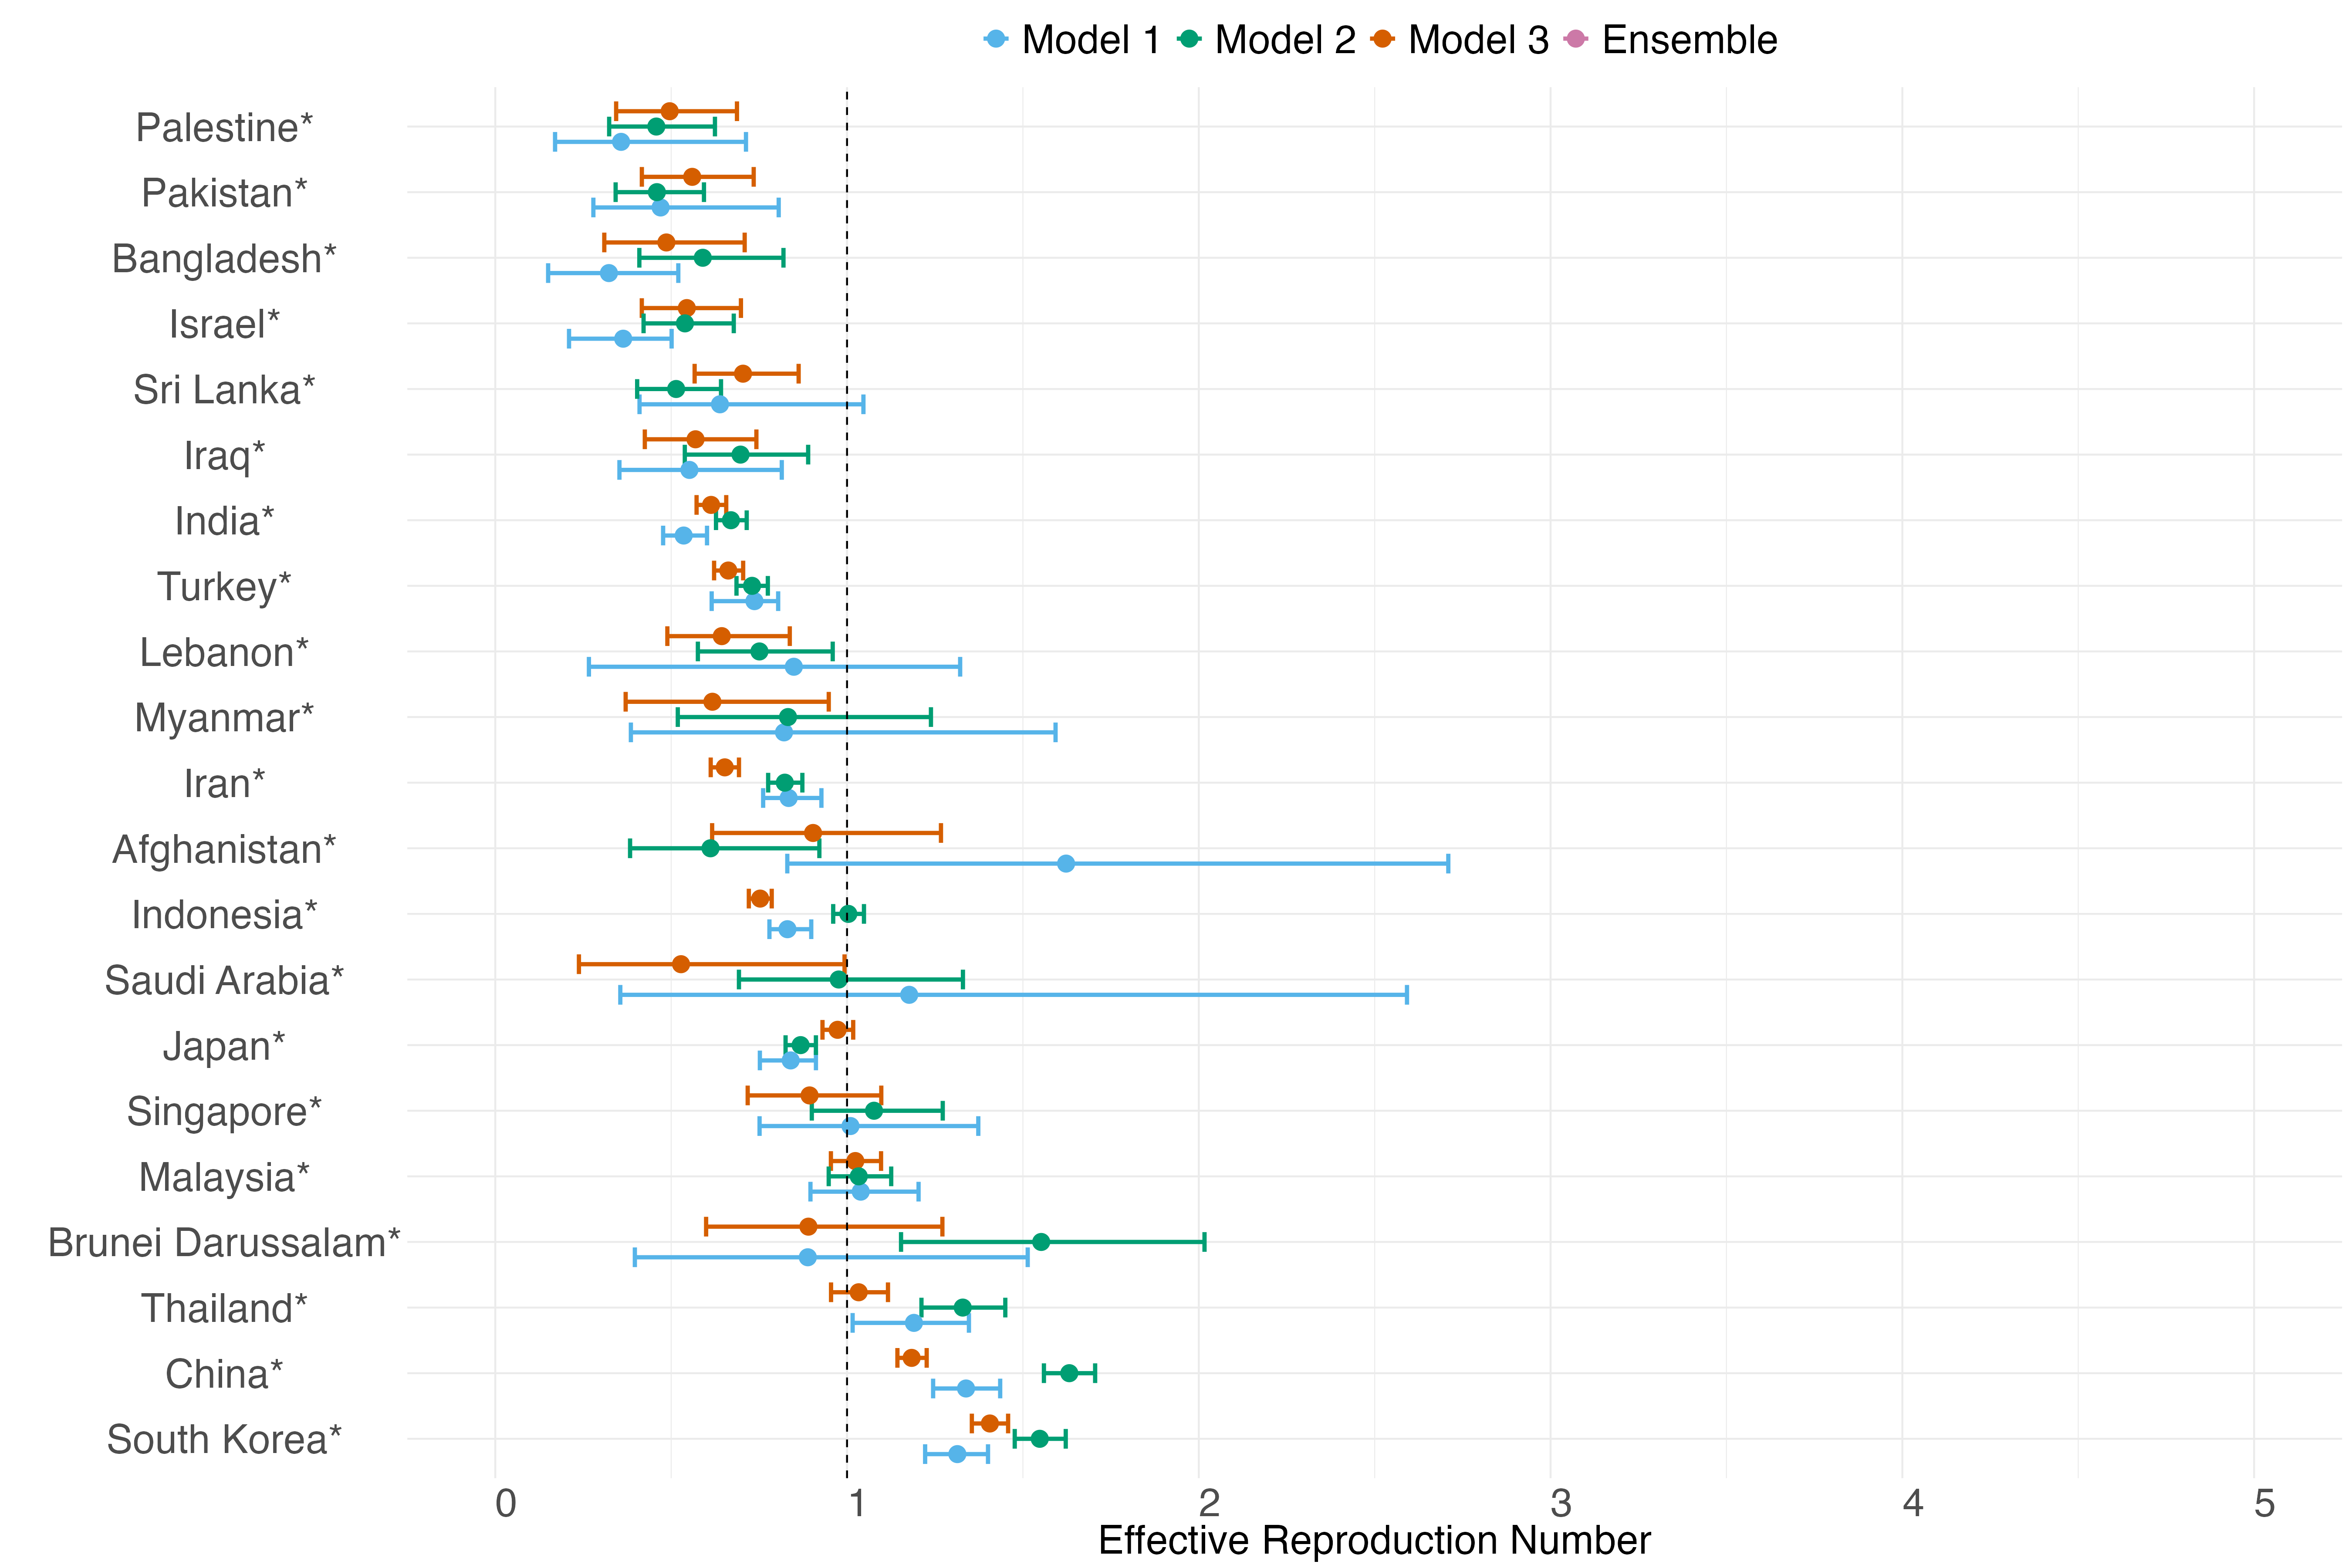 Model 1 Model 2 Model 3 Ensemble
Palestine*
Pakistan*
Bangladesh*
Israel*
Sri Lanka*
Iraq*
India*
Turkey*
Lebanon*
Myanmar*
Iran*
Afghanistan*
Indonesia*
Saudi Arabia*
Japan*
Singapore*
Malaysia*
Brunei Darussalam*
Thailand*
China*
South Korea*
0 1 2 3 4 5
Effective Reproduction Number